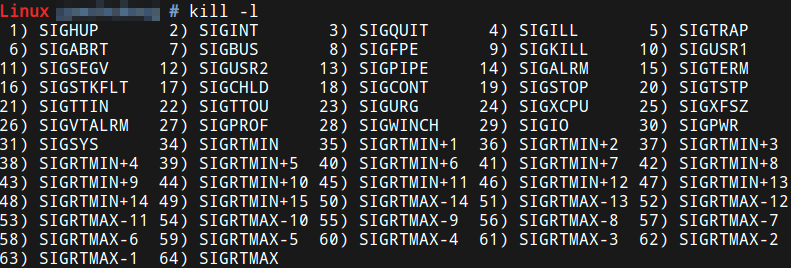 Linux # kill -l
1) SIGHUP 2) SIGINT 3) SIGQUIT 4) SIGILL 5) SIGTRAP
6) SIGABRT 7) SIGBUS 8) SIGFPE 9) SIGKILL 10) SIGUSR1
11) SIGSEGV 12) SIGUSR2 13) SIGPIPE 14) SIGALRM 15) SIGTERM
16) SIGSTKFLT 17) SIGCHLD 18) SIGCONT 19) SIGSTOP 20) SIGTSTP
21) SIGTTIN 22) SIGTTOU 23) SIGURG 24) SIGXCPU 25) SIGXFSZ
26) SIGVTALRM 27) SIGPROF 28) SIGWINCH 29) SIGIO 30) SIGPWR
31) SIGSYS 34) SIGRTMIN 35) SIGRTMIN+1 36) SIGRTMIN+2 37) SIGRTMIN+3
38) SIGRTMIN+4 39) SIGRTMIN+5 40) SIGRTMIN+6 41) SIGRTMIN+7 42) SIGRTMIN+8
43) SIGRTMIN+9 44) SIGRTMIN+10 45) SIGRTMIN+11 46) SIGRTMIN+12 47) SIGRTMIN+13
48) SIGRTMIN+14 49) SIGRTMIN+15 50) SIGRTMAX-14 51) SIGRTMAX-13 52) SIGRTMAX-12
53) SIGRTMAX-11 54) SIGRTMAX-10 55) SIGRTMAX-9 56) SIGRTMAX-8 57) SIGRTMAX-7
58) SIGRTMAX-6 59) SIGRTMAX-5 60) SIGRTMAX-4 61) SIGRTMAX-3 62) SIGRTMAX-2
63) SIGRTMAX-1 64) SIGRTMAX